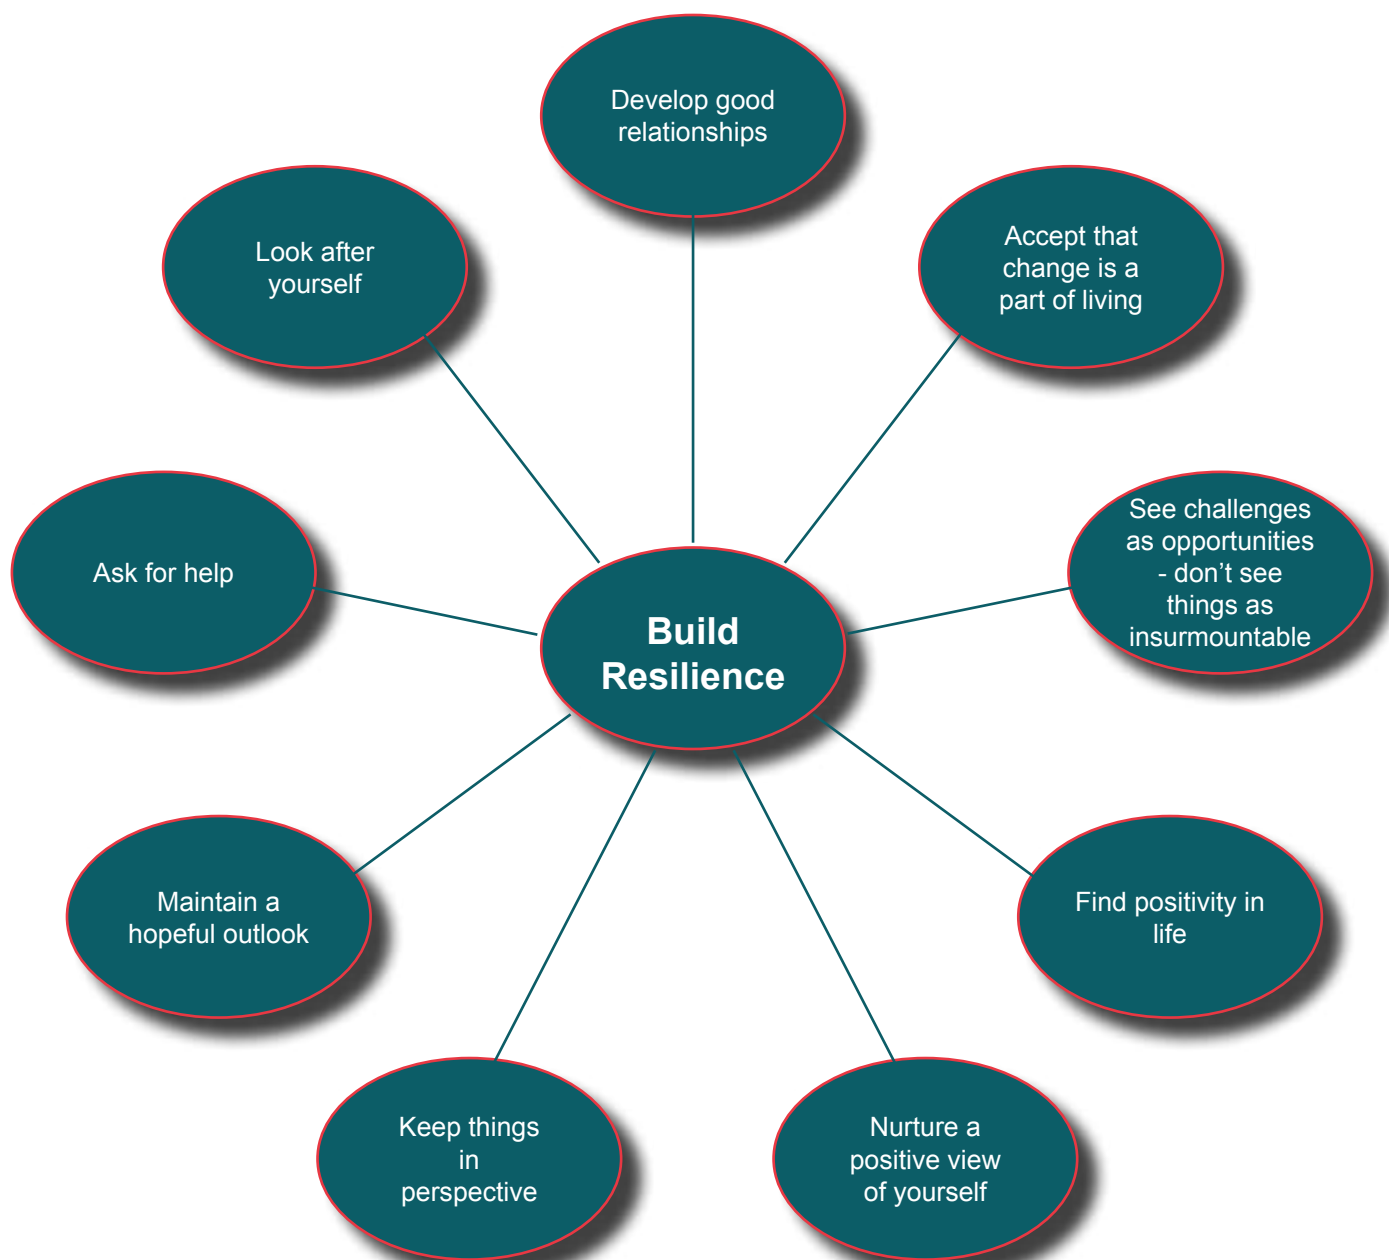 Develop good
relationships
Accept that
change is a
part of living
See challenges
as opportunities
- don’t see
things as
insurmountable
Find positivity in
life
Nurture a
positive view
of yourself
Keep things
in
perspective
Maintain a
hopeful outlook
Ask for help
Look after
yourself
Build
Resilience